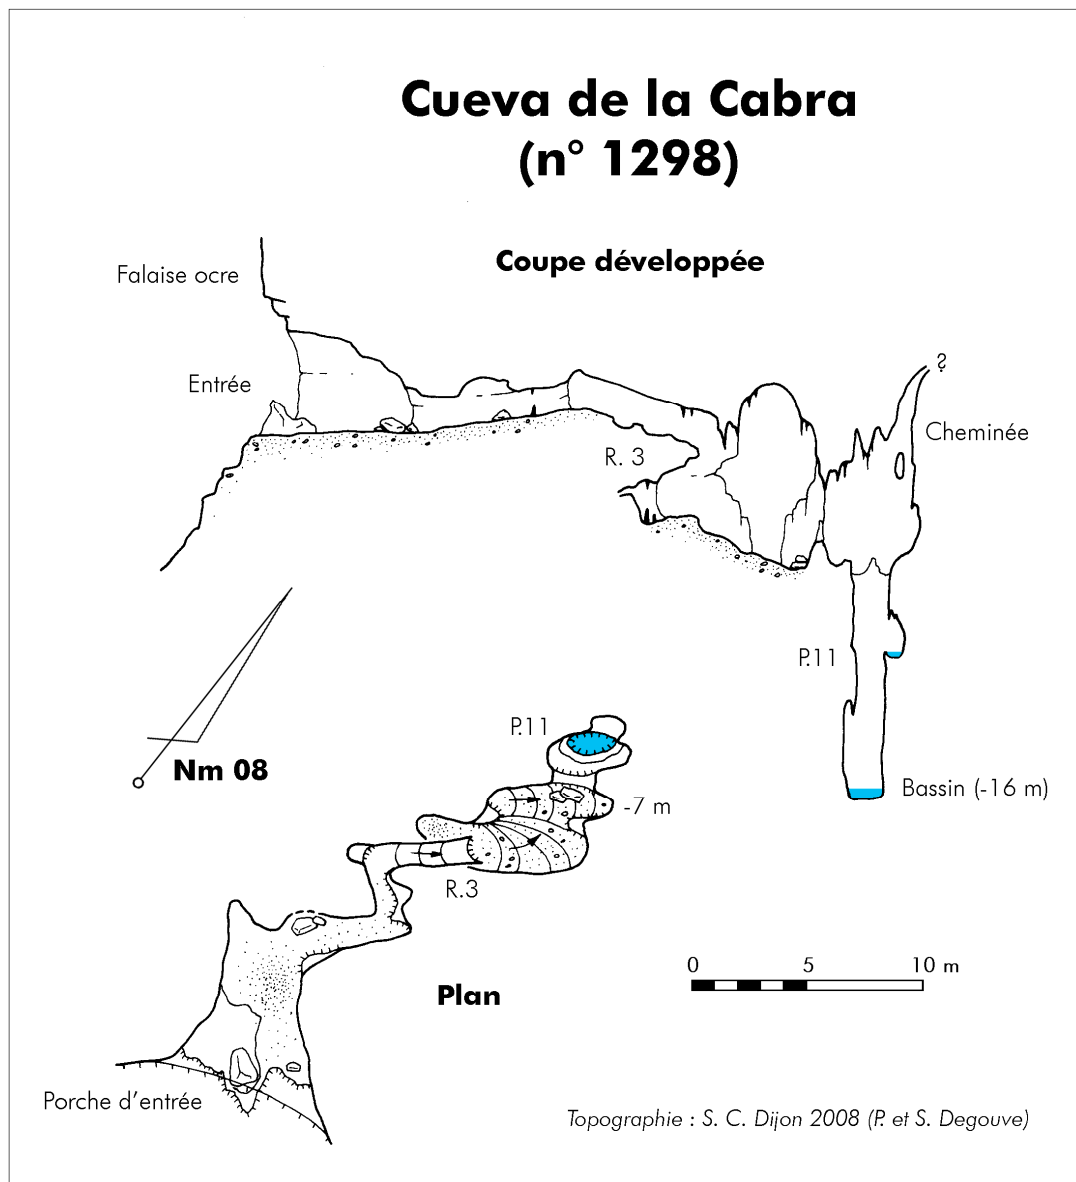 Cueva de la Cabra
(n° 1298)
Coupe développée
Falaise ocre
Entrée
?
Cheminée
R. 3
P.11
Bassin (-16 m)
Nm 08
P.11
-7 m
R.3
0 5 10 m
Plan
Porche d'entrée
Topographie : S. C. Dijon 2008 (P. et S. Degouve)